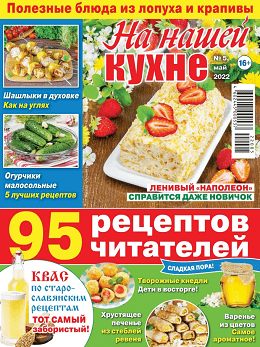 Полезные блюда из лопуха и крапивы
На нашей
кухне
№ 5
май
2022
16+
Шашлыки в духовке
Как на углях
Огурчики
малосольные
5 лучших рецептов
ЛЕНИВЫЙ «НАПОЛЕОН»
СПРАВИТСЯ ДАЖЕ НОВИЧОК
95 рецептов
читателей
СЛАДКАЯ ПОРА!
КВАС
по старо-
славянским
рецептам
тот самый
забористый!
Творожные кнедли
Дети в восторге!
Хрустящее
печенье
из стеблей
ревеня
Варенье
из цветов
Самое
ароматное!